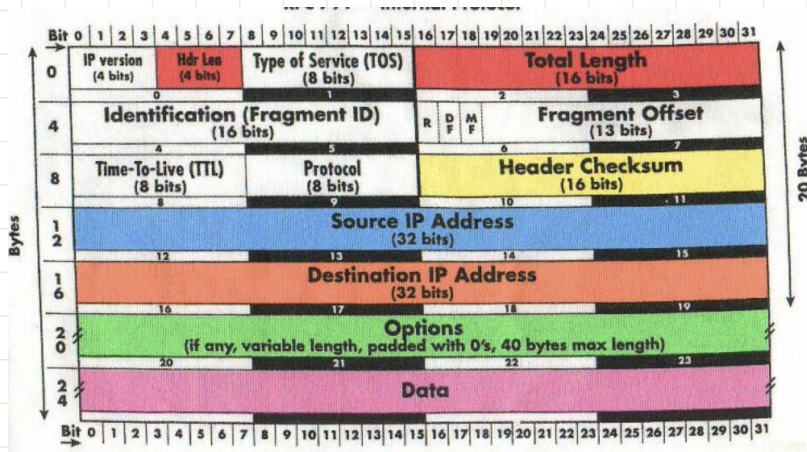 Bit 0 1 2 3 4 5 6 7 8 9 10 11 12 13 14 15 16 17 18 19 20 21 22 23 24 25 26 27 28 29 30 31
0
IP version Hdr Len Type of Service (TOS) Total Length
(4 bits) (4 bits) (8 bits) (16 bits)
0 1 2 3
4
Identification (Fragment ID) R DF MF Fragment Offset
(16 bits) (13 bits)
4 5 6 7
8
Time-To-Live (TTL) Protocol Header Checksum
(8 bits) (8 bits) (16 bits)
8 9 10 11
12
Source IP Address
(32 bits)
12 13 14 15
16
Destination IP Address
(32 bits)
16 17 18 19
20
Options
(if any, variable length, padded with 0's, 40 bytes max length)
20 21 22 23
24
Data
Bit 0 1 2 3 4 5 6 7 8 9 10 11 12 13 14 15 16 17 18 19 20 21 22 23 24 25 26 27 28 29 30 31
Bytes
20 Bytes